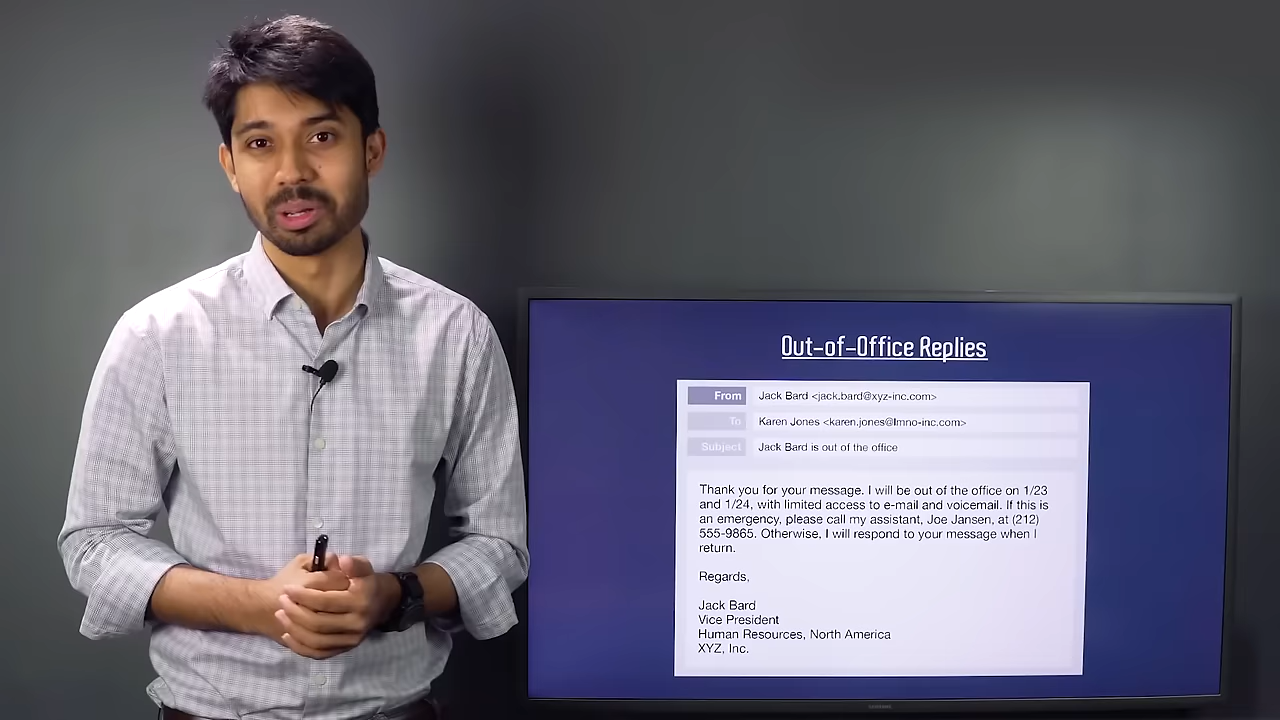 Out-of-Office Replies
From Jack Bard <jack.bard@xyz-inc.com>
To Karen Jones <karen.jones@lmno-inc.com>
Subject Jack Bard is out of the office
Thank you for your message. I will be out of the office on 1/23
and 1/24, with limited access to e-mail and voicemail. If this is
an emergency, please call my assistant, Joe Jansen, at (212)
555-9865. Otherwise, I will respond to your message when I
return.
Regards,
Jack Bard
Vice President
Human Resources, North America
XYZ, Inc.
SAMSUNG